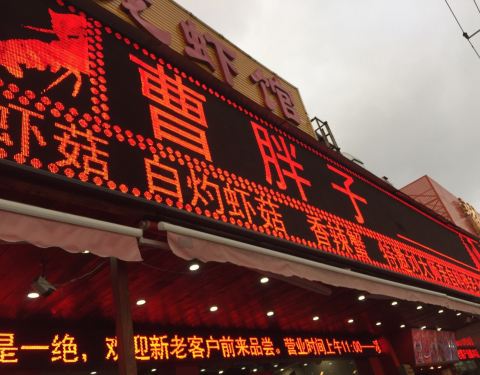 龙虾馆
曹胖子
虾菇 白灼虾菇 香辣蟹
是一绝，欢迎新老客户前来品尝。营业时间上午11:00一